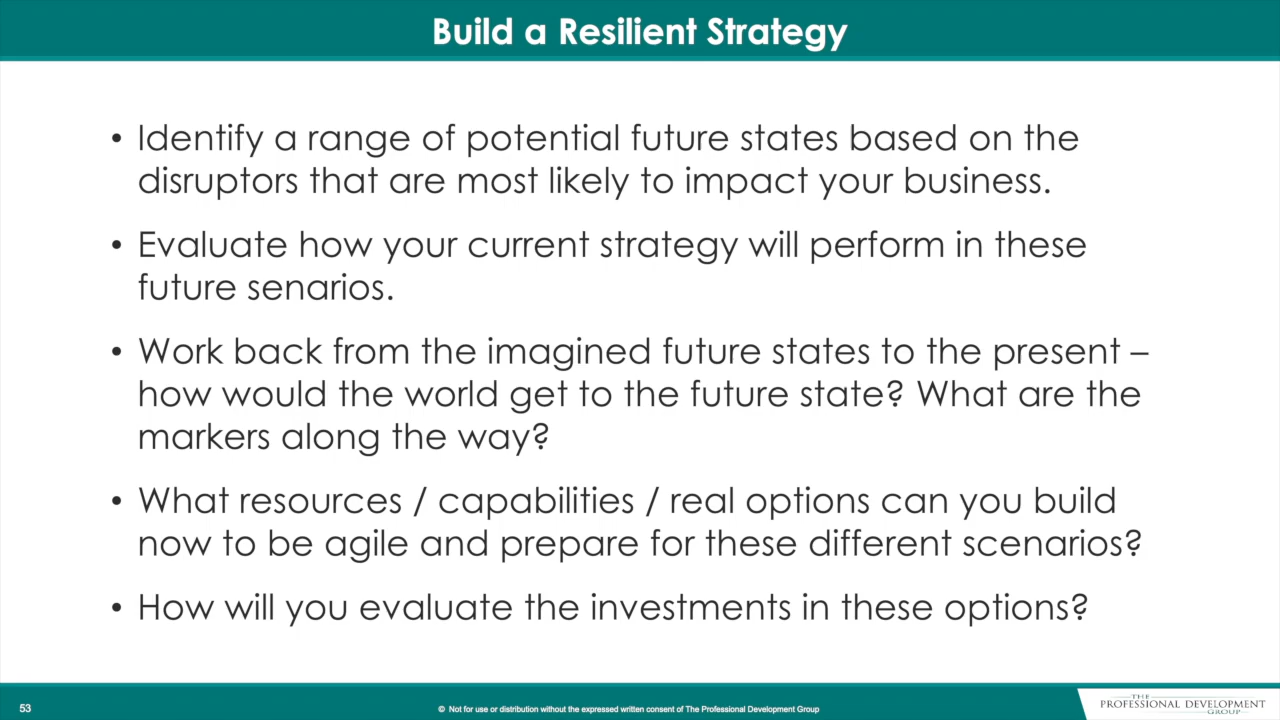 Build a Resilient Strategy
• Identify a range of potential future states based on the
disruptors that are most likely to impact your business.
• Evaluate how your current strategy will perform in these
future senarios.
• Work back from the imagined future states to the present –
how would the world get to the future state? What are the
markers along the way?
• What resources / capabilities / real options can you build
now to be agile and prepare for these different scenarios?
• How will you evaluate the investments in these options?
53
© Not for use or distribution without the expressed written consent of The Professional Development Group
THE
PROFESSIONAL DEVELOPMENT
GROUP